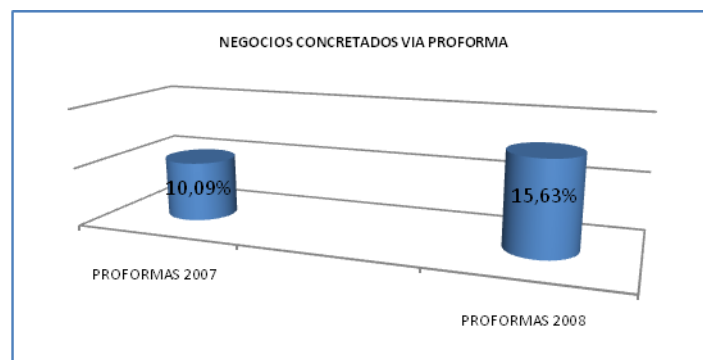 NEGOCIOS CONCRETADOS VIA PROFORMA
10,09%
15,63%
PROFORMAS 2007
PROFORMAS 2008